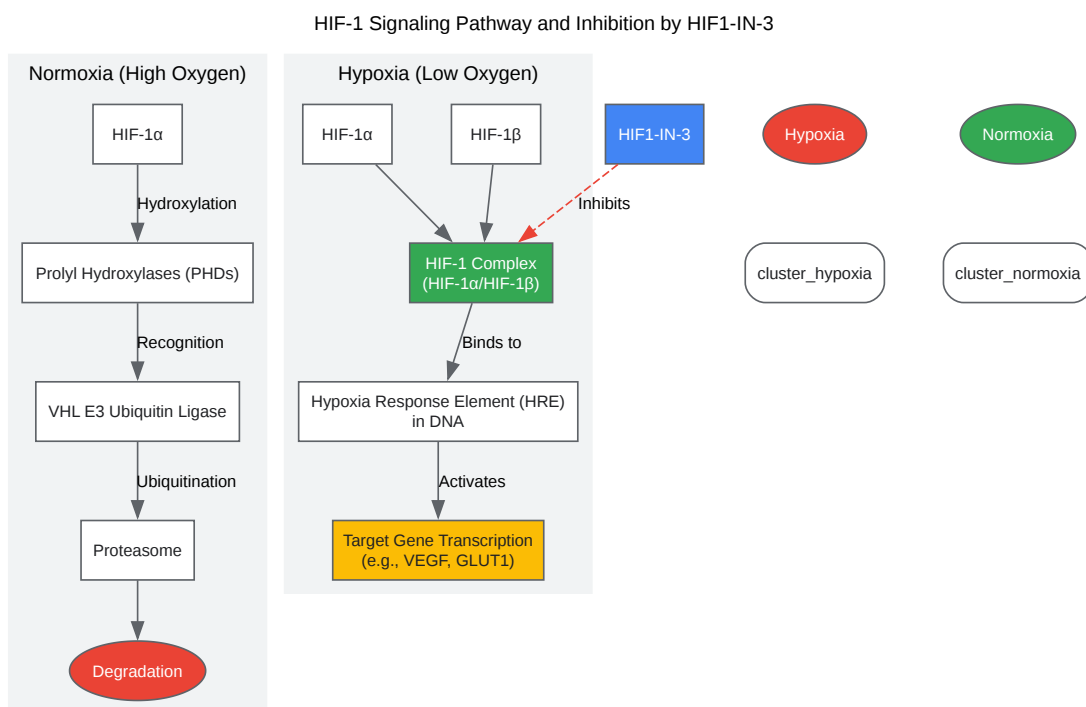 HIF-1 Signaling Pathway and Inhibition by HIF1-IN-3
Normoxia (High Oxygen)
HIF-1α
Hydroxylation
Prolyl Hydroxylases (PHDs)
Recognition
VHL E3 Ubiquitin Ligase
Ubiquitination
Proteasome
Degradation
Hypoxia (Low Oxygen)
HIF-1α
HIF-1β
HIF1-IN-3
Inhibits
HIF-1 Complex
(HIF-1α/HIF-1β)
Binds to
Hypoxia Response Element (HRE)
in DNA
Activates
Target Gene Transcription
(e.g., VEGF, GLUT1)
Hypoxia
Normoxia
cluster_hypoxia
cluster_normoxia